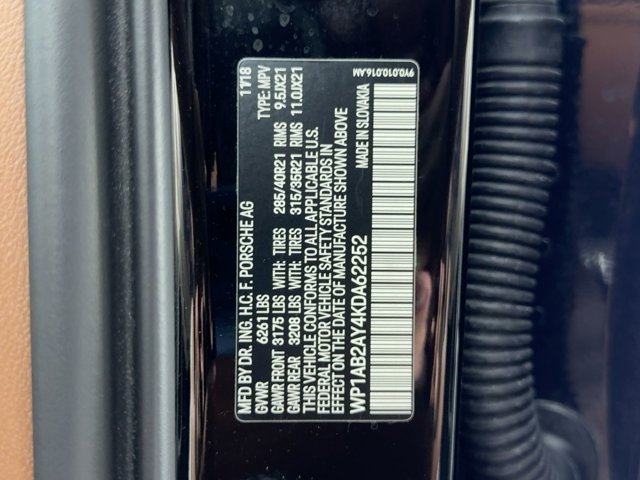 MFD BY DR. ING. H.C. F. PORSCHE AG 11/18
GVWR 6261 LBS TYPE: MPV
GAWR FRONT 3175 LBS WITH: TIRES 285/40R21 RIMS 9.5JX21
GAWR REAR 3208 LBS WITH: TIRES 315/35R21 RIMS 11.0JX21
THIS VEHICLE CONFORMS TO ALL APPLICABLE U.S.
FEDERAL MOTOR VEHICLE SAFETY STANDARDS IN
EFFECT ON THE DATE OF MANUFACTURE SHOWN ABOVE
WP1AB2AY4KDA62252 MADE IN SLOVAKIA
9Y0.010.016.AM